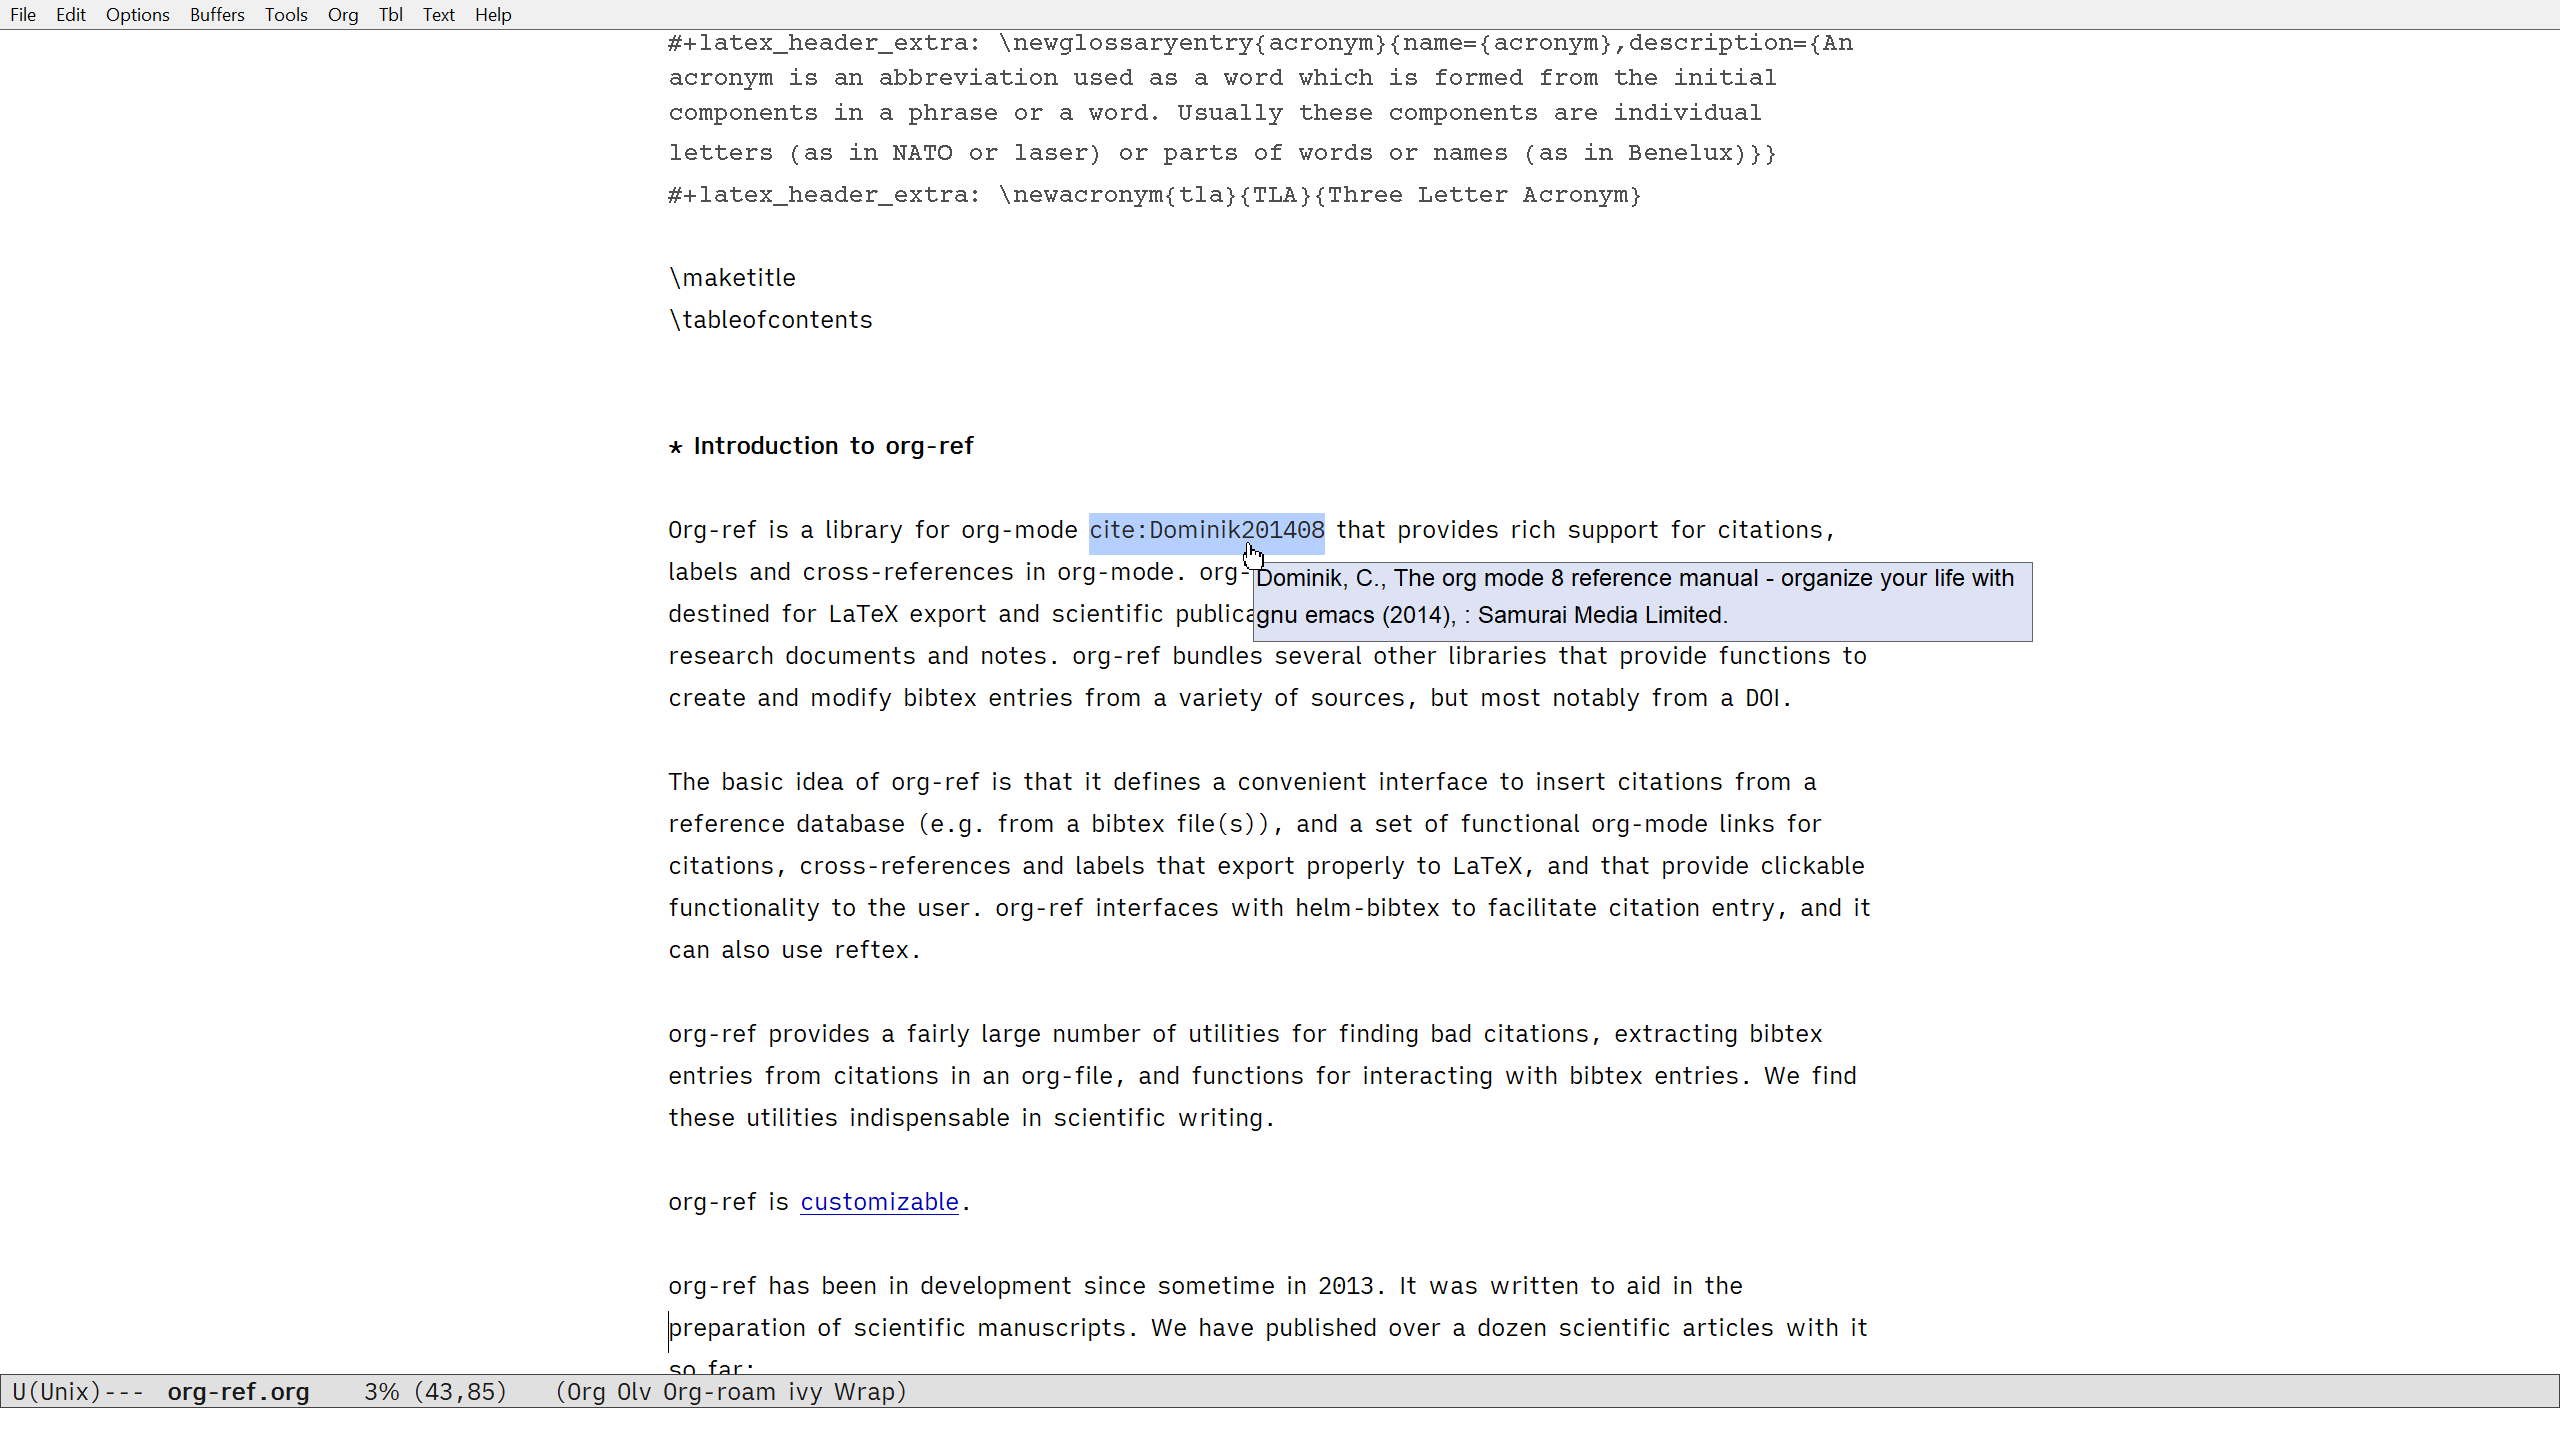 File Edit Options Buffers Tools Org Tbl Text Help
#+latex_header_extra: \newglossaryentry{acronym}{name={acronym},description={An
acronym is an abbreviation used as a word which is formed from the initial
components in a phrase or a word. Usually these components are individual
letters (as in NATO or laser) or parts of words or names (as in Benelux)}}
#+latex_header_extra: \newacronym{tla}{TLA}{Three Letter Acronym}
\maketitle
\tableofcontents
* Introduction to org-ref
Org-ref is a library for org-mode cite:Dominik201408 that provides rich support for citations,
labels and cross-references in org-mode. org-
Dominik, C., The org mode 8 reference manual - organize your life with
gnu emacs (2014), : Samurai Media Limited.
destined for LaTeX export and scientific publica
research documents and notes. org-ref bundles several other libraries that provide functions to
create and modify bibtex entries from a variety of sources, but most notably from a DOI.
The basic idea of org-ref is that it defines a convenient interface to insert citations from a
reference database (e.g. from a bibtex file(s)), and a set of functional org-mode links for
citations, cross-references and labels that export properly to LaTeX, and that provide clickable
functionality to the user. org-ref interfaces with helm-bibtex to facilitate citation entry, and it
can also use reftex.
org-ref provides a fairly large number of utilities for finding bad citations, extracting bibtex
entries from citations in an org-file, and functions for interacting with bibtex entries. We find
these utilities indispensable in scientific writing.
org-ref is customizable.
org-ref has been in development since sometime in 2013. It was written to aid in the
preparation of scientific manuscripts. We have published over a dozen scientific articles with it
so far:
U(Unix)--- org-ref.org 3% (43,85) (Org Olv Org-roam ivy Wrap)